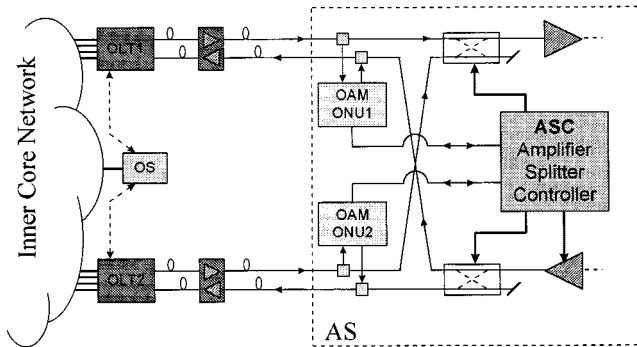 Inner Core Network
OLT1
OS
OLT2
OAM
ONU1
OAM
ONU2
ASC
Amplifier
Splitter
Controller
AS